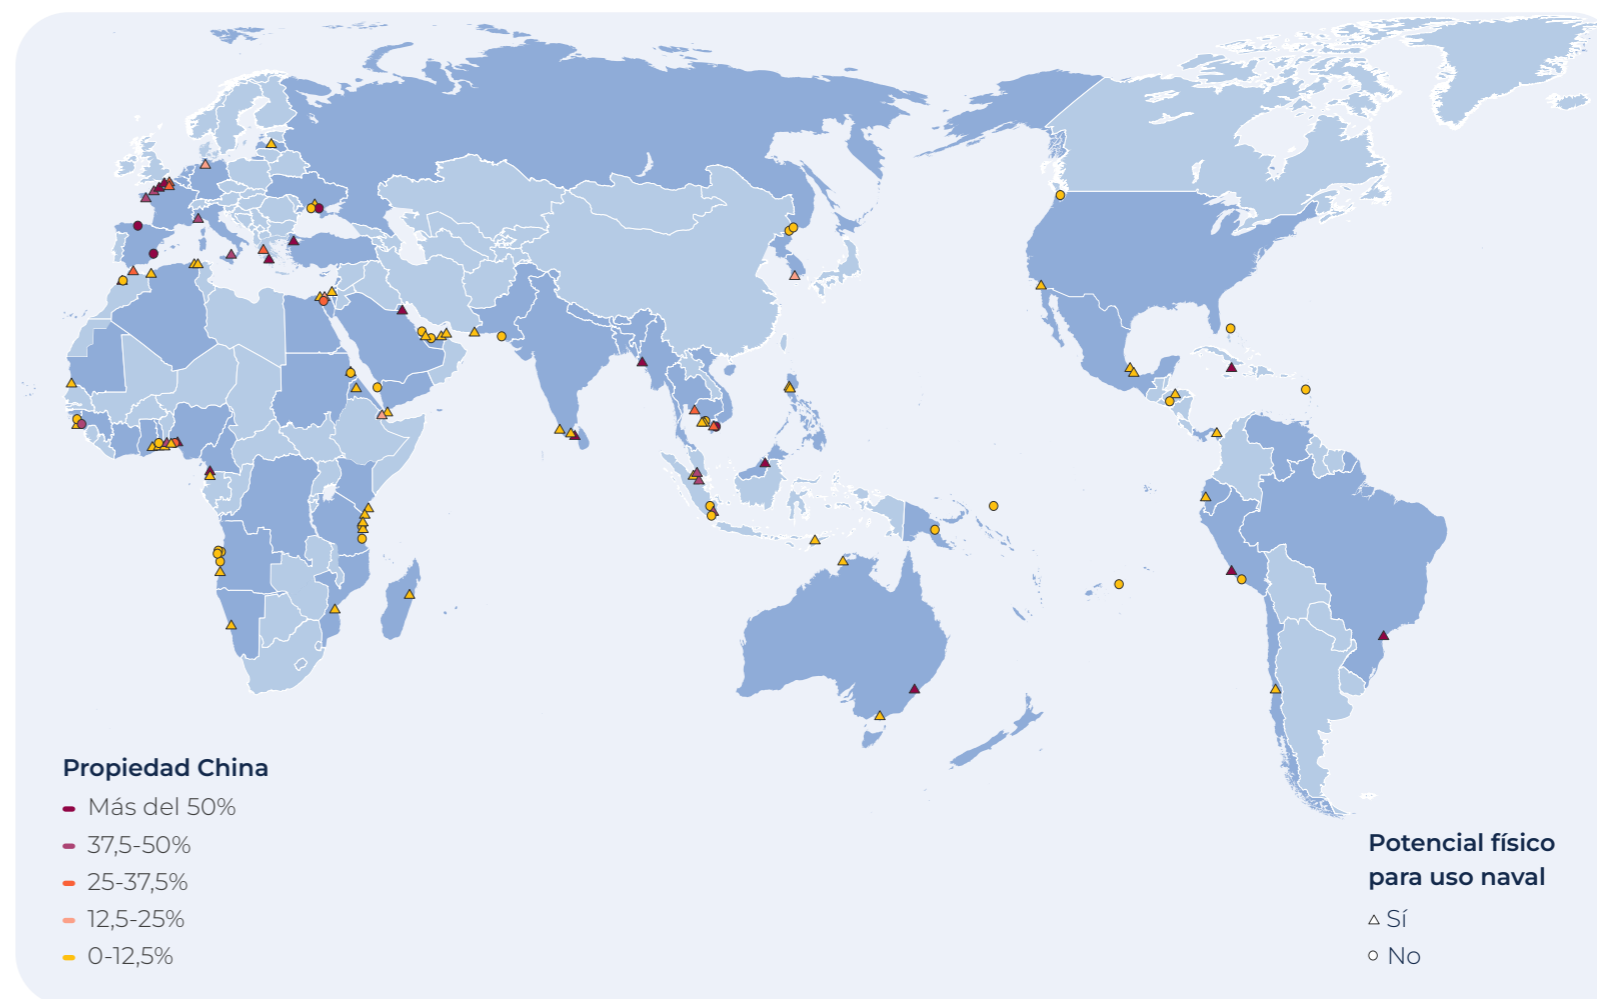 Propiedad China
Más del 50%
37,5-50%
25-37,5%
12,5-25%
0-12,5%
Potencial físico
para uso naval
Sí
No